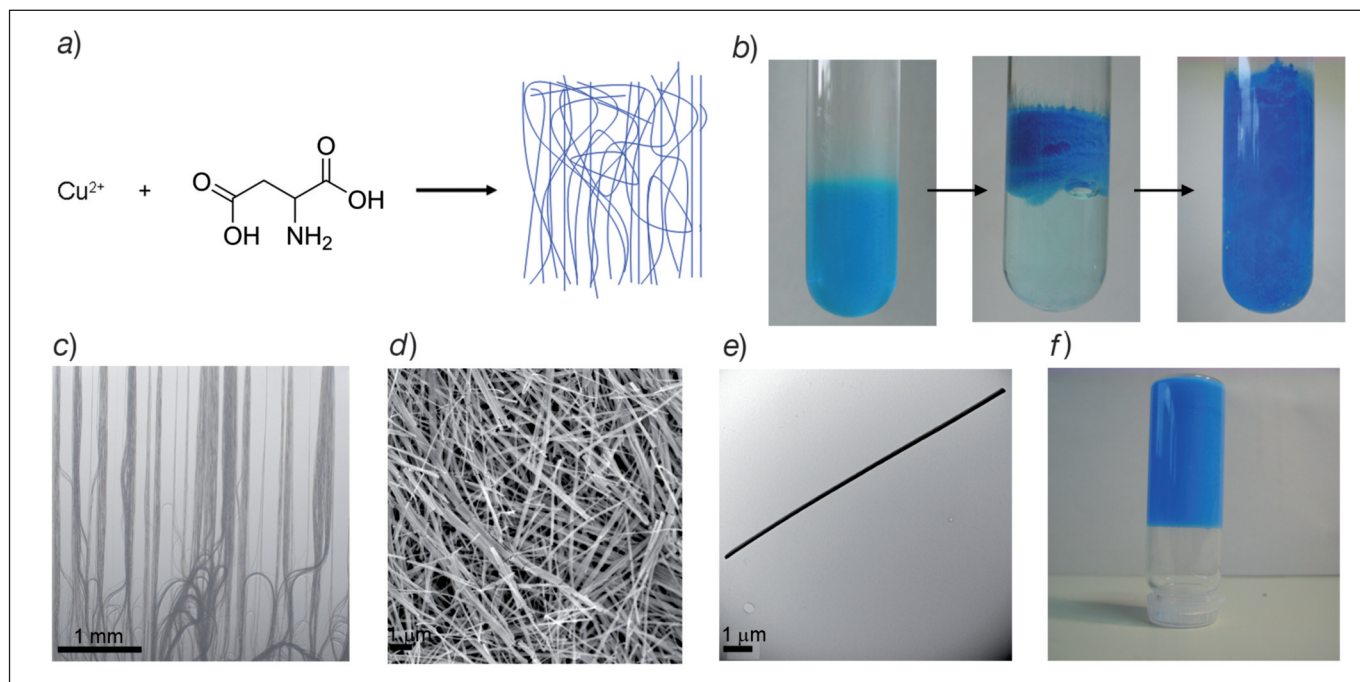 a)
b)
Cu²⁺ + O OH NH₂ O OH
c)
d)
e)
f)
1 mm
1 µm
1 µm